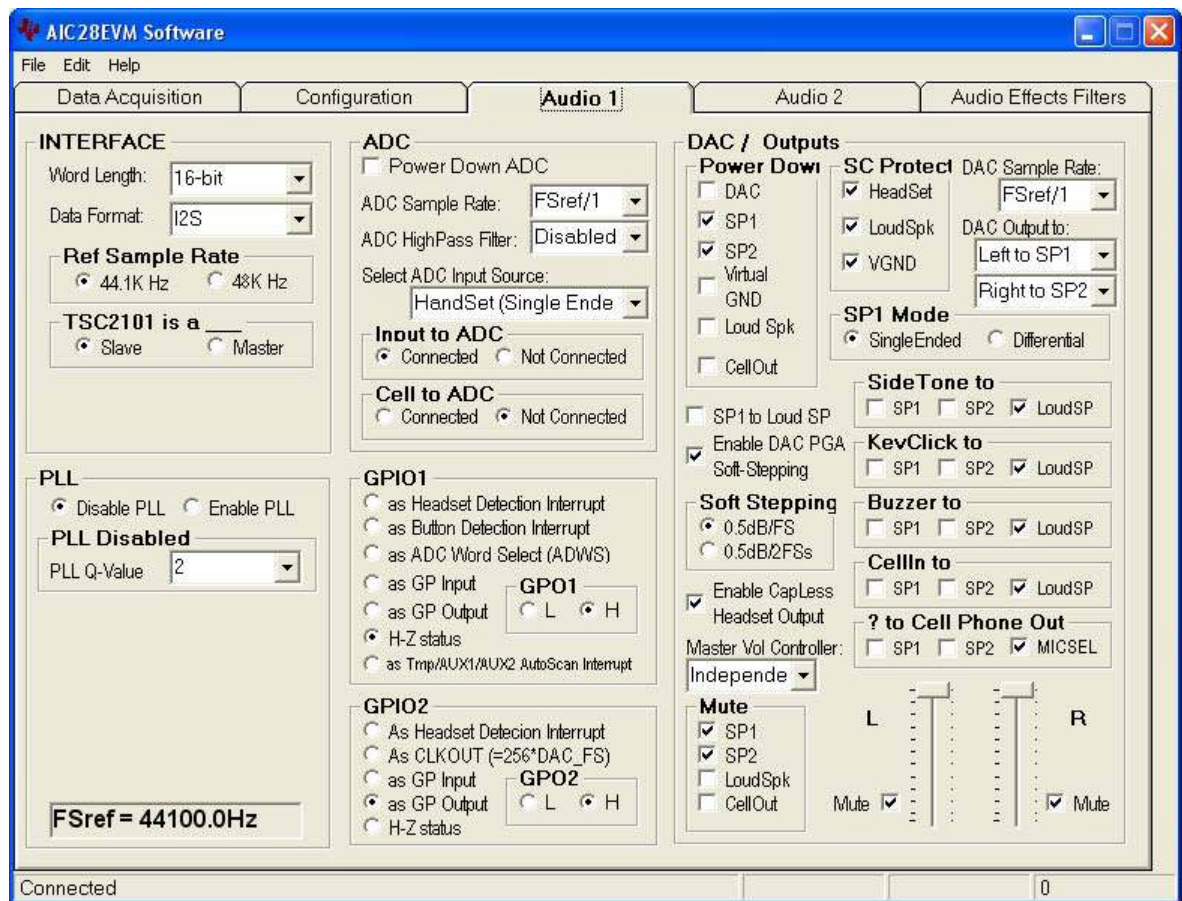 AIC28EVM Software
File Edit Help
Data Acquisition
Configuration
Audio 1
Audio 2
Audio Effects Filters
INTERFACE
Word Length: 16-bit
Data Format: I2S
Ref Sample Rate
44.1K Hz 48K Hz
TSC2101 is a ___
Slave Master
PLL
Disable PLL Enable PLL
PLL Disabled
PLL Q-Value 2
FSref = 44100.0Hz
ADC
Power Down ADC
ADC Sample Rate: FSref/1
ADC HighPass Filter: Disabled
Select ADC Input Source:
HandSet (Single Ende
Input to ADC
Connected Not Connected
Cell to ADC
Connected Not Connected
GPIO1
as Headset Detection Interrupt
as Button Detection Interrupt
as ADC Word Select (ADWS)
as GP Input
as GP Output
GPO1
L H
H-Z status
as Tmp/AUX1/AUX2 AutoScan Interrupt
GPIO2
As Headset Detecion Interrupt
As CLKOUT (=256*DAC_FS)
as GP Input
as GP Output
GPO2
L H
H-Z status
DAC / Outputs
Power Down
DAC
SP1
SP2
Virtual
GND
Loud Spk
CellOut
SC Protect
HeadSet
LoudSpk
VGND
DAC Sample Rate:
FSref/1
DAC Output to:
Left to SP1
Right to SP2
SP1 Mode
SingleEnded Differential
SP1 to Loud SP
Enable DAC PGA
Soft-Stepping
Soft Stepping
0.5dB/FS
0.5dB/2FSs
Enable CapLess
Headset Output
Master Vol Controller:
Independe
Mute
SP1
SP2
LoudSpk
CellOut
SideTone to
SP1 SP2 LoudSP
KeyClick to
SP1 SP2 LoudSP
Buzzer to
SP1 SP2 LoudSP
CellIn to
SP1 SP2 LoudSP
? to Cell Phone Out
SP1 SP2 MICSEL
L R
Mute Mute
Connected
0